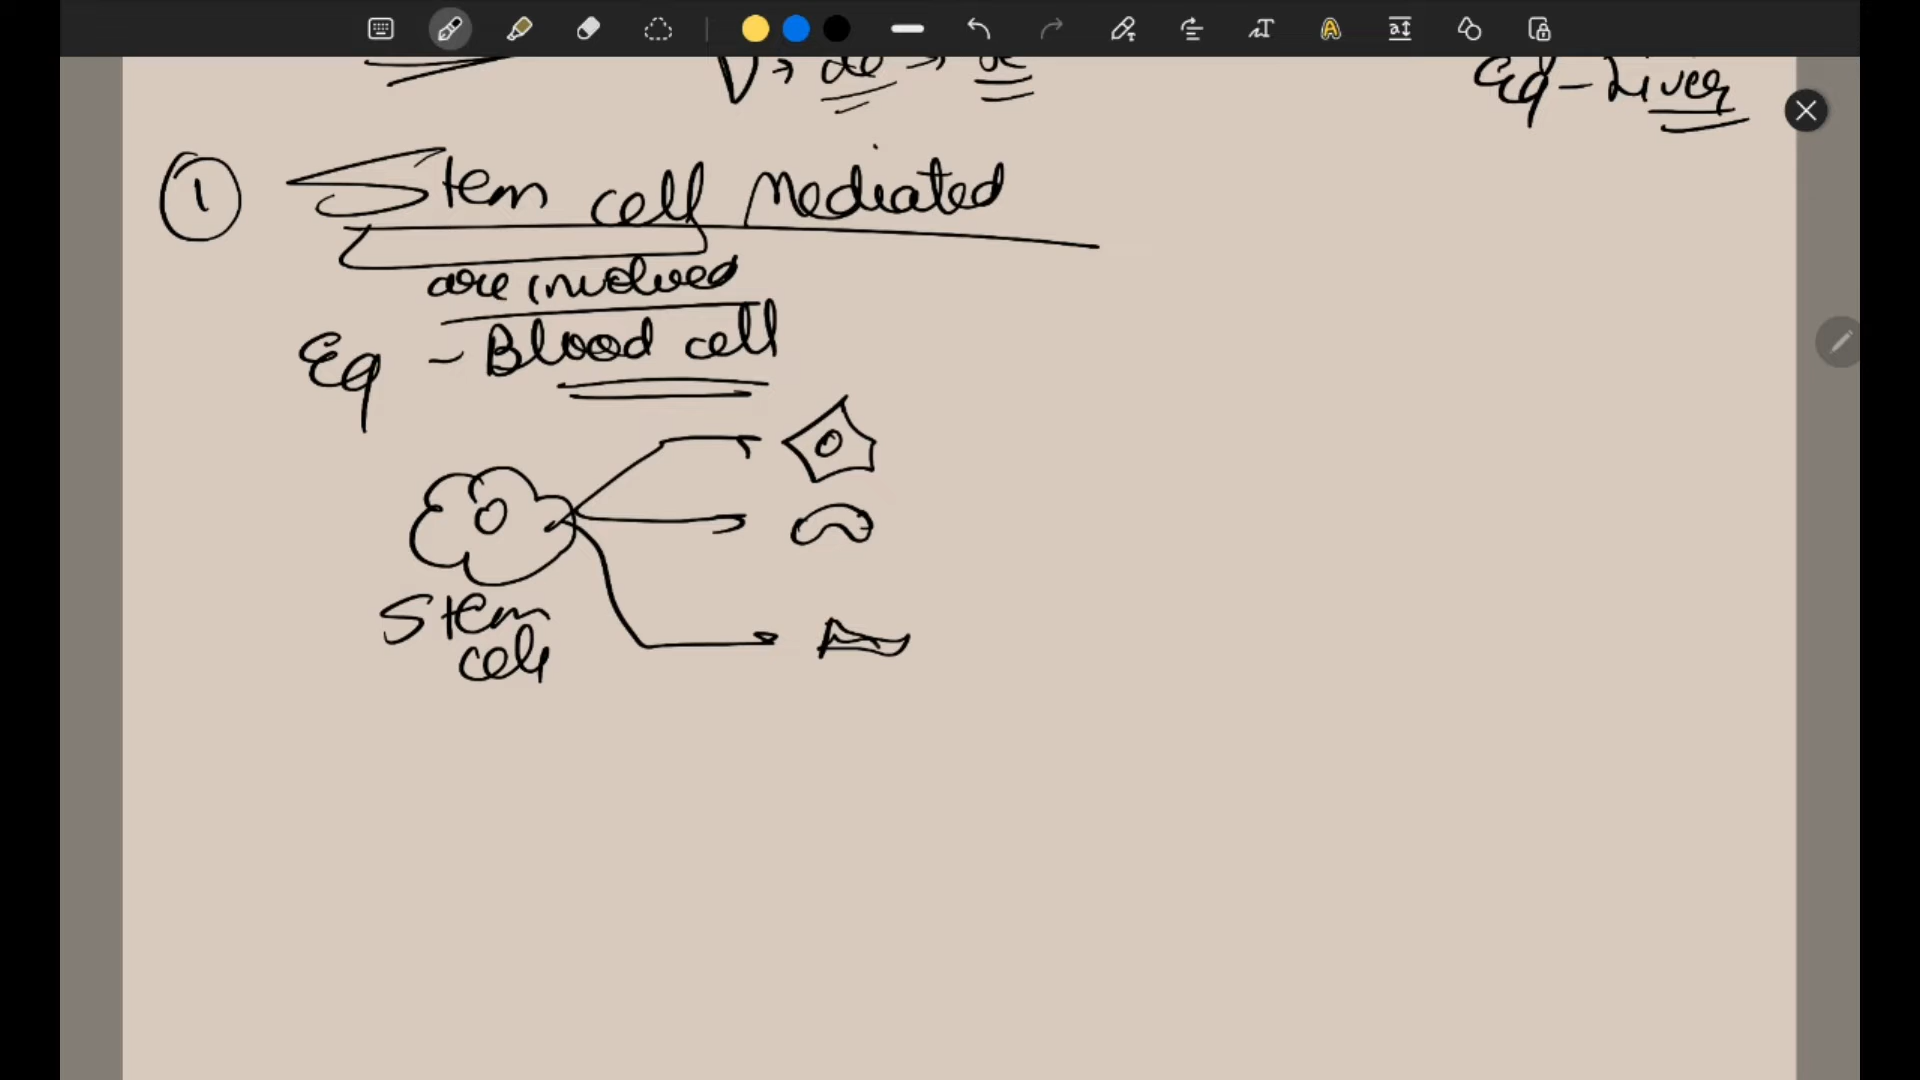 Eg - Liver
① Stem cell Mediated
are involved
Eg - Blood cell
Stem
cell